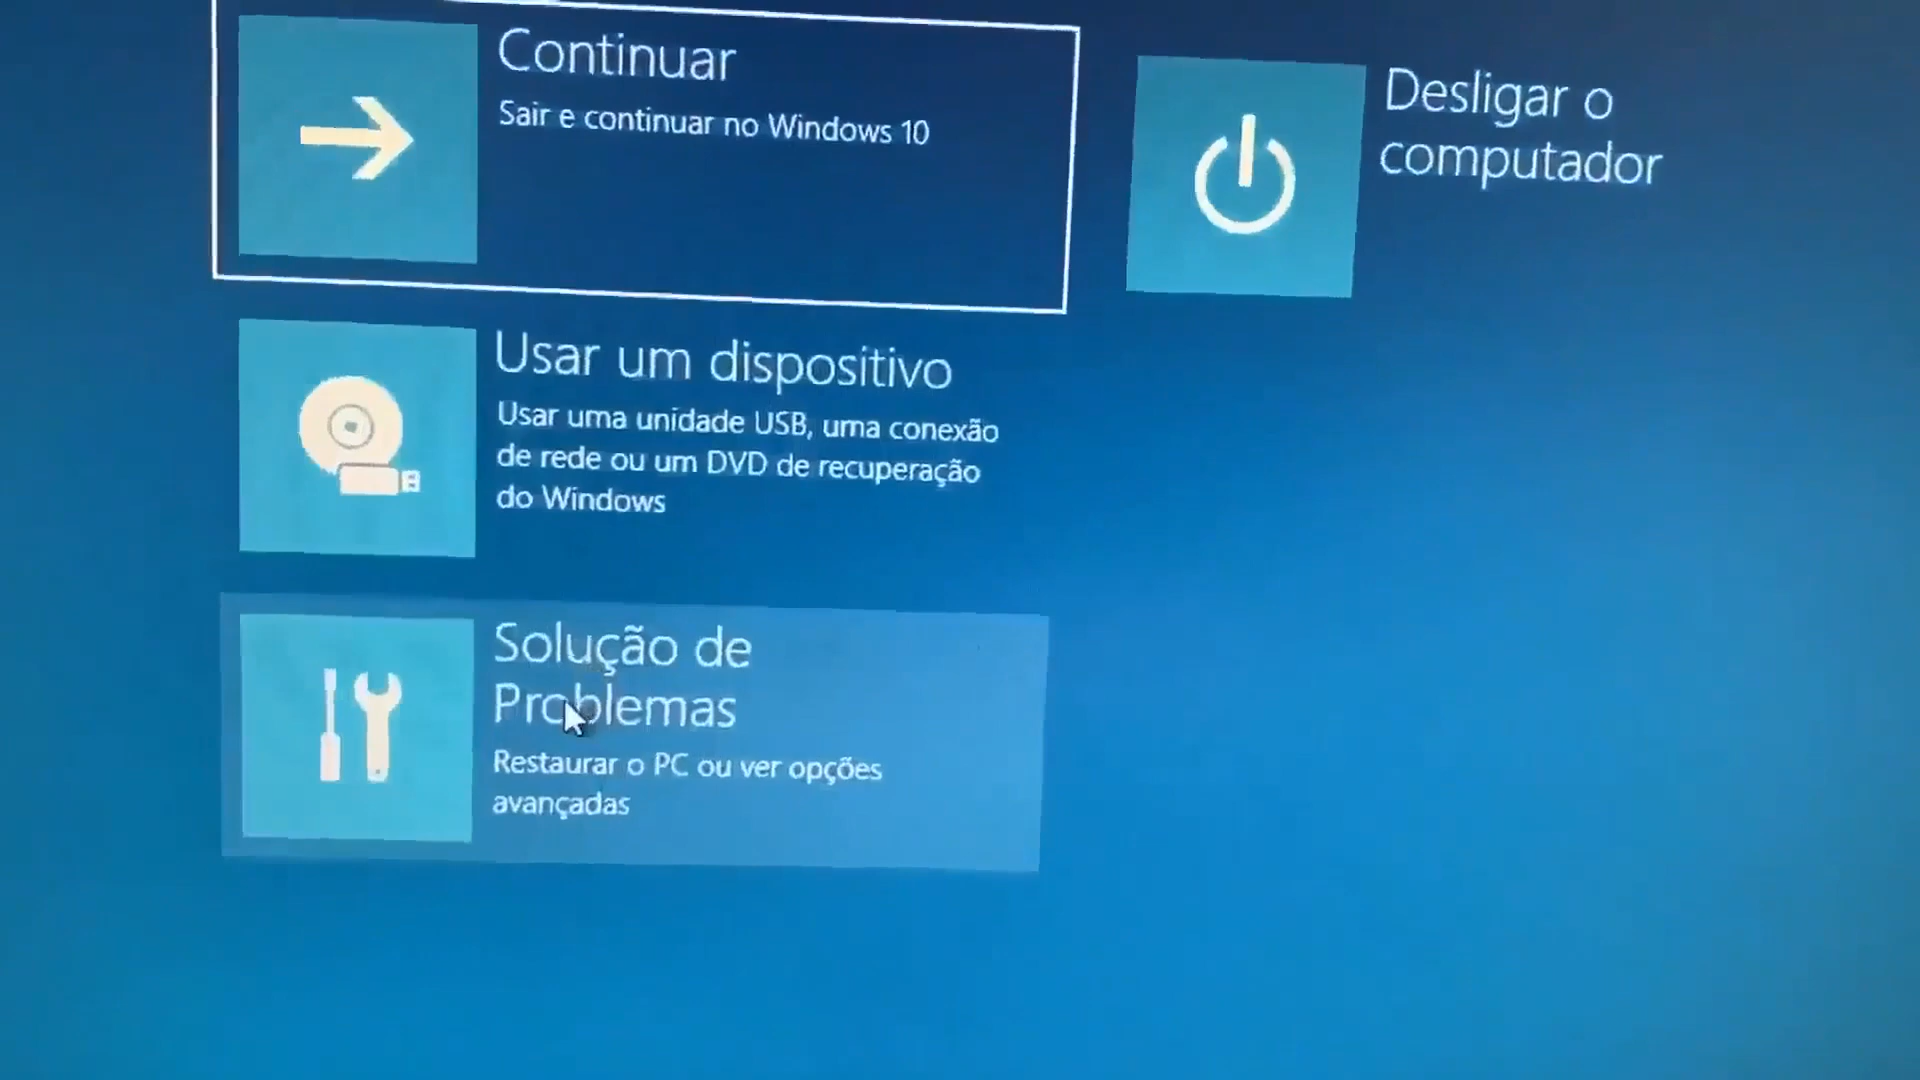 Continuar
Sair e continuar no Windows 10
Desligar o
computador
Usar um dispositivo
Usar uma unidade USB, uma conexão
de rede ou um DVD de recuperação
do Windows
Solução de
Problemas
Restaurar o PC ou ver opções
avançadas